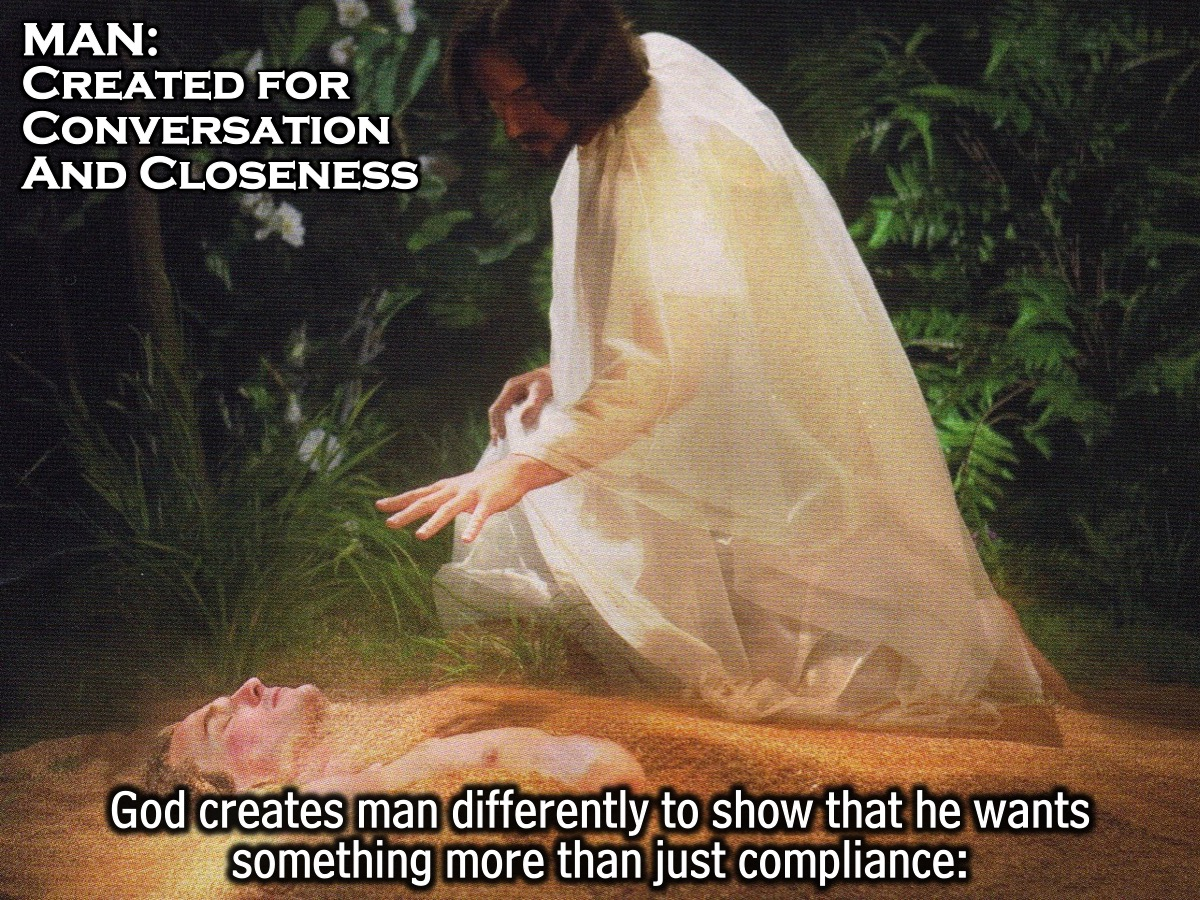 MAN:
CREATED FOR
CONVERSATION
AND CLOSENESS
God creates man differently to show that he wants
something more than just compliance: